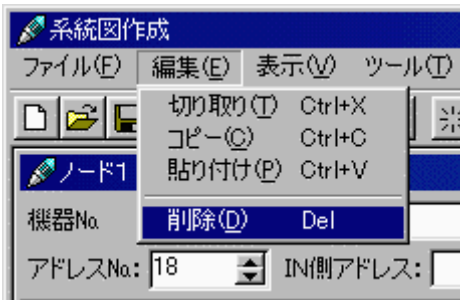 系統図作成
ファイル(F) 編集(E) 表示(V) ツール(T)
切り取り(T) Ctrl+X
コピー(C) Ctrl+C
貼り付け(P) Ctrl+V
削除(D) Del
ノード1
機器No.
アドレスNo.: 18 IN側アドレス: